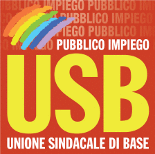 PUBBLICO IMPIEGO
USB
UNIONE SINDACALE DI BASE